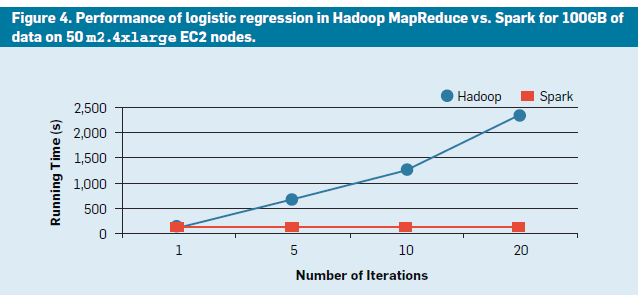 Figure 4. Performance of logistic regression in Hadoop MapReduce vs. Spark for 100GB of
data on 50 m2.4xlarge EC2 nodes.
Hadoop Spark
Running Time (s)
2,500
2,000
1,500
1,000
500
0
1 5 10 20
Number of Iterations